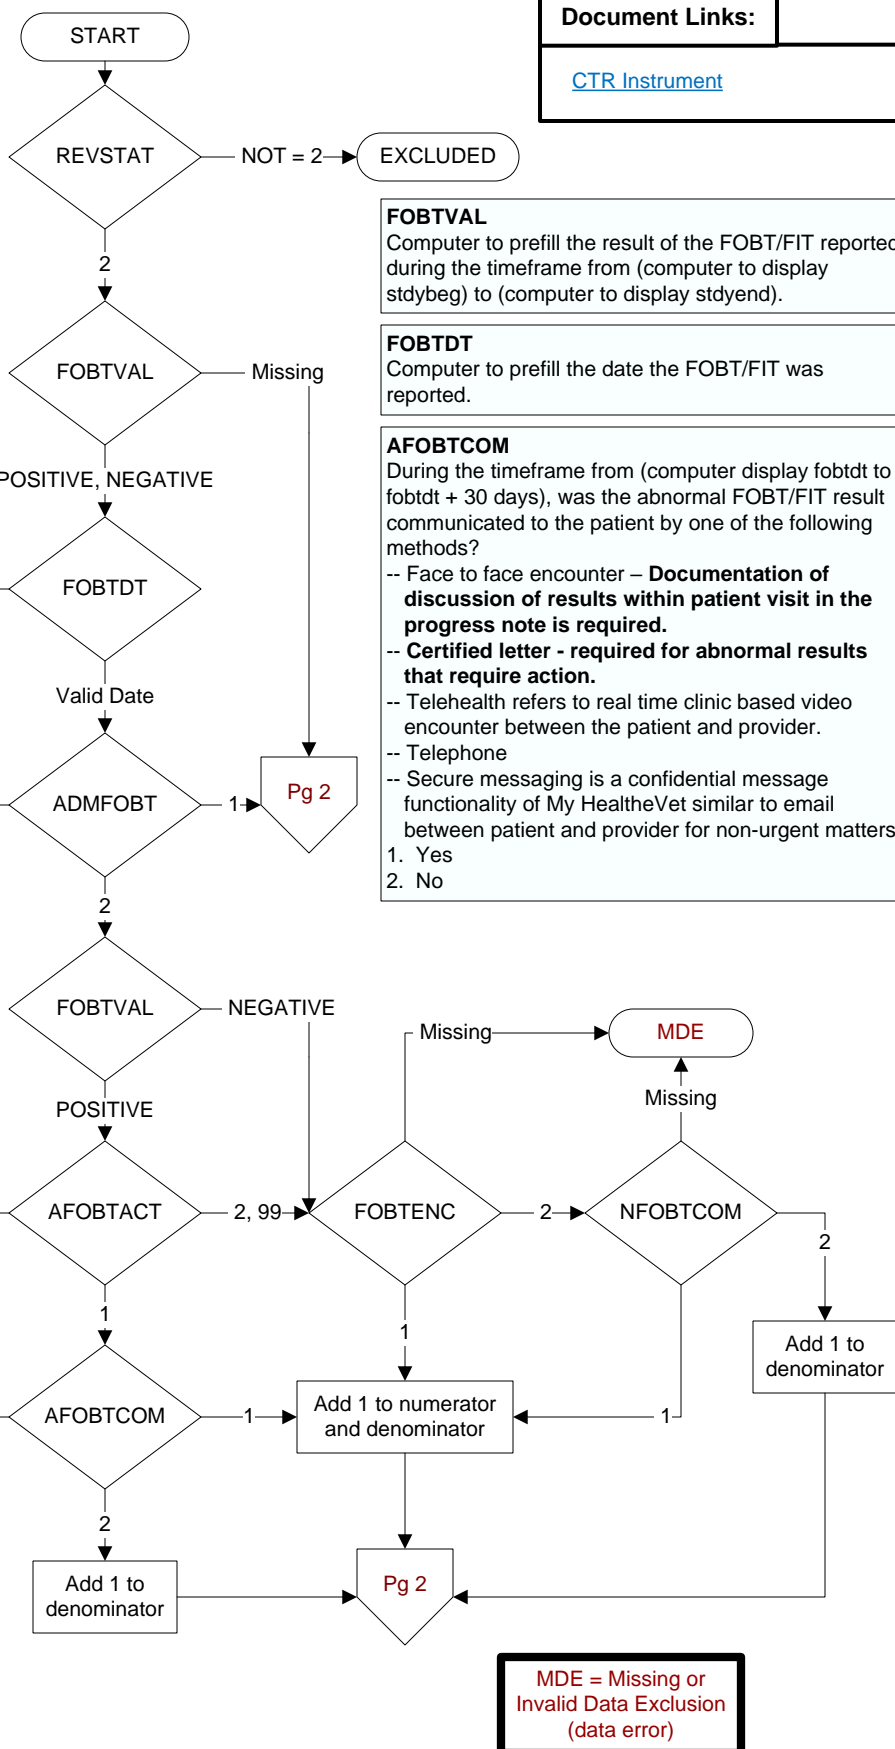 START
Document Links:
CTR Instrument
REVSTAT
NOT = 2
EXCLUDED
2
FOBTVAL
Computer to prefill the result of the FOBT/FIT reported
during the timeframe from (computer to display
stdybeg) to (computer to display stdyend).
FOBTVAL
Missing
FOBTDT
Computer to prefill the date the FOBT/FIT was
reported.
POSITIVE, NEGATIVE
AFOBTCOM
During the timeframe from (computer display fobtdt to
fobtdt + 30 days), was the abnormal FOBT/FIT result
communicated to the patient by one of the following
methods?
-- Face to face encounter – Documentation of
discussion of results within patient visit in the
progress note is required.
-- Certified letter - required for abnormal results
that require action.
-- Telehealth refers to real time clinic based video
encounter between the patient and provider.
-- Telephone
-- Secure messaging is a confidential message
functionality of My HealtheVet similar to email
between patient and provider for non-urgent matters
1. Yes
2. No
FOBTDT
Valid Date
ADMFOBT
1
Pg 2
2
FOBTVAL
NEGATIVE
POSITIVE
Missing
MDE
Missing
AFOBTACT
2, 99
FOBTENC
2
NFOBTCOM
2
1
1
Add 1 to
denominator
AFOBTCOM
1
Add 1 to numerator
and denominator
1
2
Add 1 to
denominator
Pg 2
MDE = Missing or
Invalid Data Exclusion
(data error)